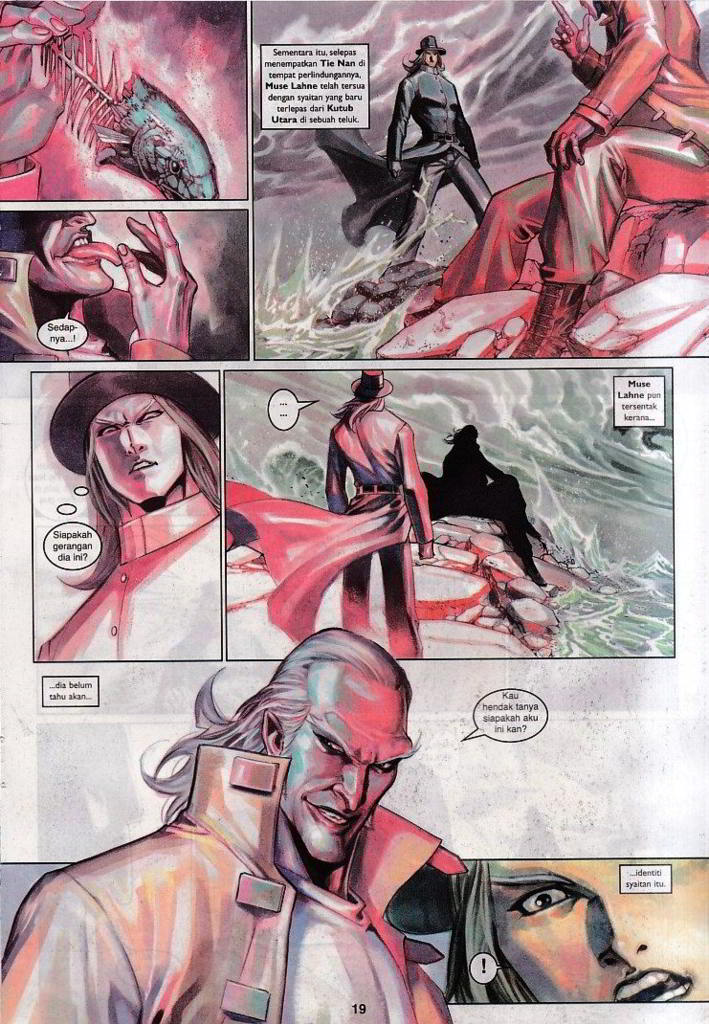 Sementara itu, selepas
menempatkan Tie Nan di
tempat perlindungannya,
Muse Lahne telah tersua
dengan syaitan yang baru
terlepas dari Kutub
Utara di sebuah teluk.
Sedap-
nya...!
Siapakah
gerangan
dia ini?
...
...
Muse
Lahne pun
tersentak
kerana...
...dia belum
tahu akan...
Kau
hendak tanya
siapakah aku
ini kan?
...identiti
syaitan itu.
!
19